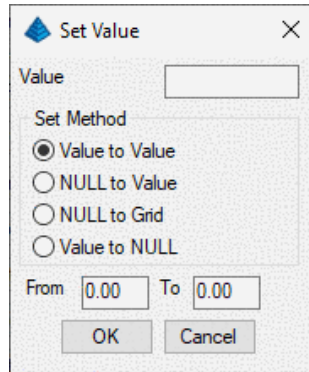 Set Value
Value
Set Method
Value to Value
NULL to Value
NULL to Grid
Value to NULL
From 0.00 To 0.00
OK Cancel